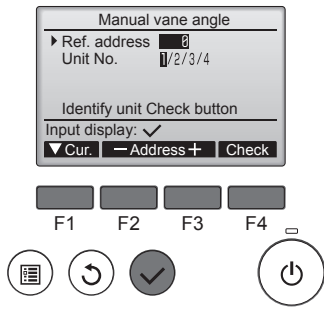 Manual vane angle
Ref. address 0
Unit No. 1/2/3/4
Identify unit Check button
Input display: ✓
▼Cur. －Address＋ Check
F1 F2 F3 F4